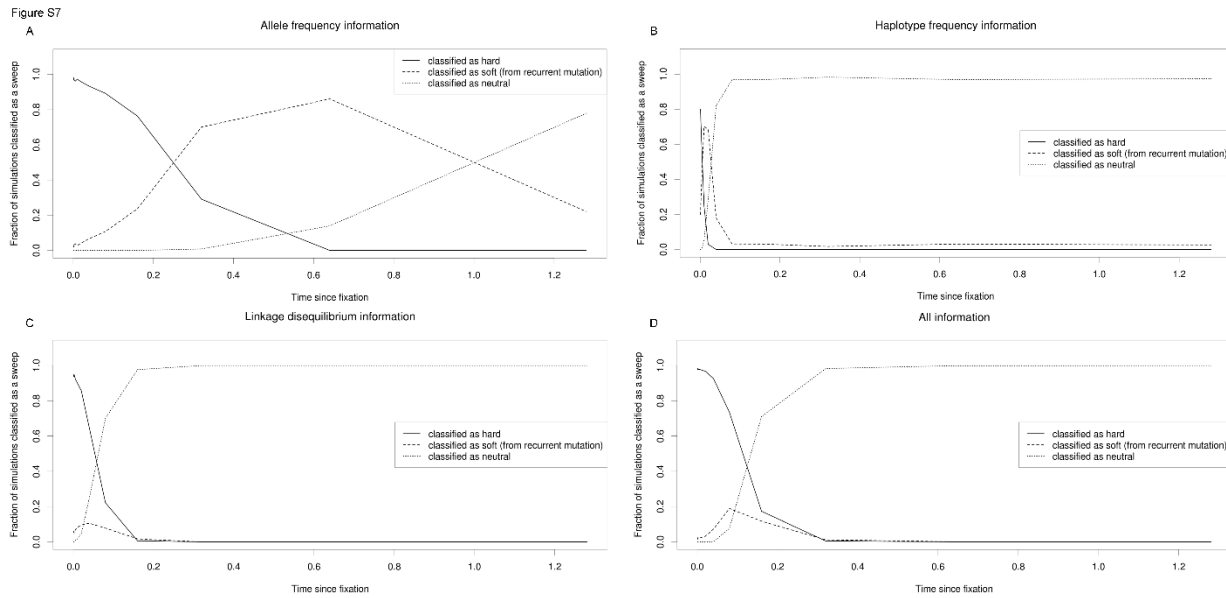 Figure S7
A
Allele frequency information
Fraction of simulations classified as a sweep
0.0 0.2 0.4 0.6 0.8 1.0
classified as hard
classified as soft (from recurrent mutation)
classified as neutral
0.0 0.2 0.4 0.6 0.8 1.0 1.2
Time since fixation
B
Haplotype frequency information
Fraction of simulations classified as a sweep
0.0 0.2 0.4 0.6 0.8 1.0
classified as hard
classified as soft (from recurrent mutation)
classified as neutral
0.0 0.2 0.4 0.6 0.8 1.0 1.2
Time since fixation
C
Linkage disequilibrium information
Fraction of simulations classified as a sweep
0.0 0.2 0.4 0.6 0.8 1.0
classified as hard
classified as soft (from recurrent mutation)
classified as neutral
0.0 0.2 0.4 0.6 0.8 1.0 1.2
Time since fixation
D
All information
Fraction of simulations classified as a sweep
0.0 0.2 0.4 0.6 0.8 1.0
classified as hard
classified as soft (from recurrent mutation)
classified as neutral
0.0 0.2 0.4 0.6 0.8 1.0 1.2
Time since fixation